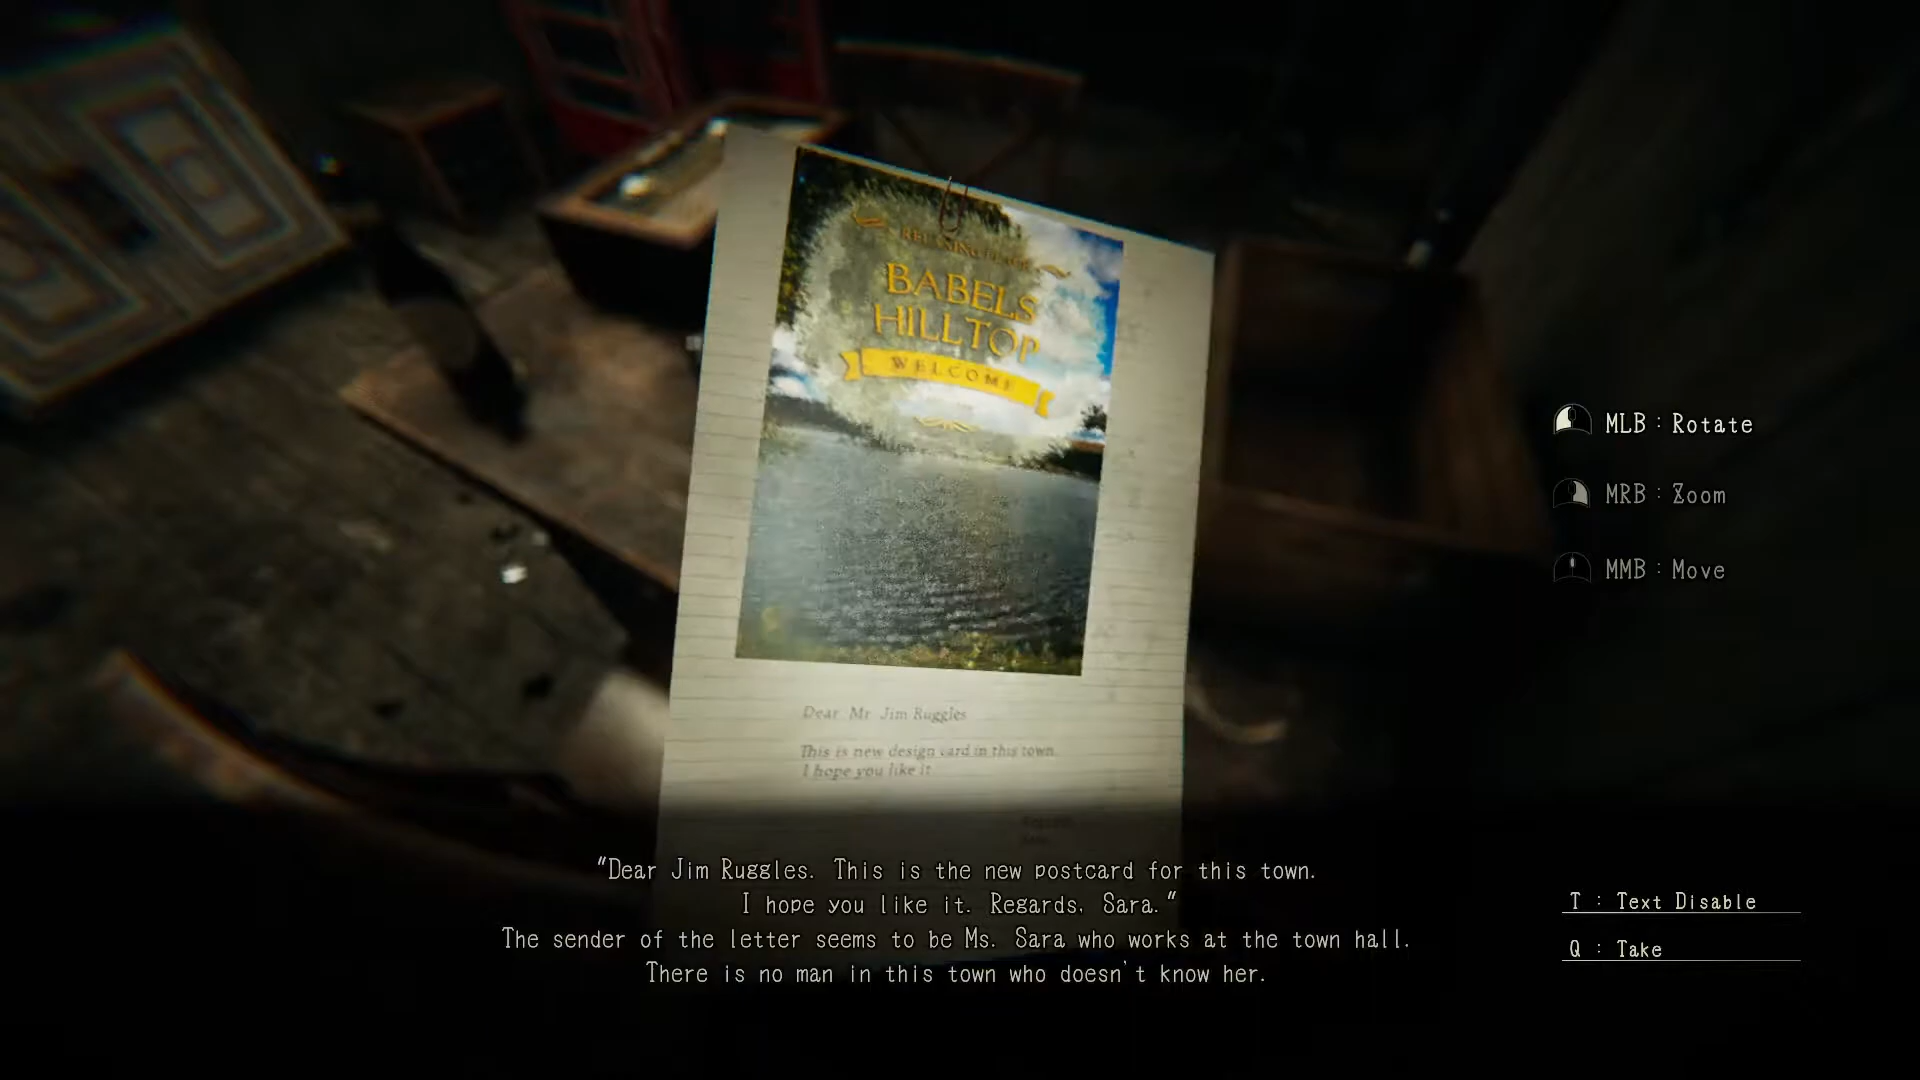 RELAXING PLACE
BABELS
HILLTOP
WELCOME
Dear Mr Jim Ruggles
This is new design card in this town.
I hope you like it
"Dear Jim Ruggles. This is the new postcard for this town.
I hope you like it. Regards, Sara."
The sender of the letter seems to be Ms. Sara who works at the town hall.
There is no man in this town who doesn't know her.
MLB : Rotate
MRB : Zoom
MMB : Move
T : Text Disable
Q : Take